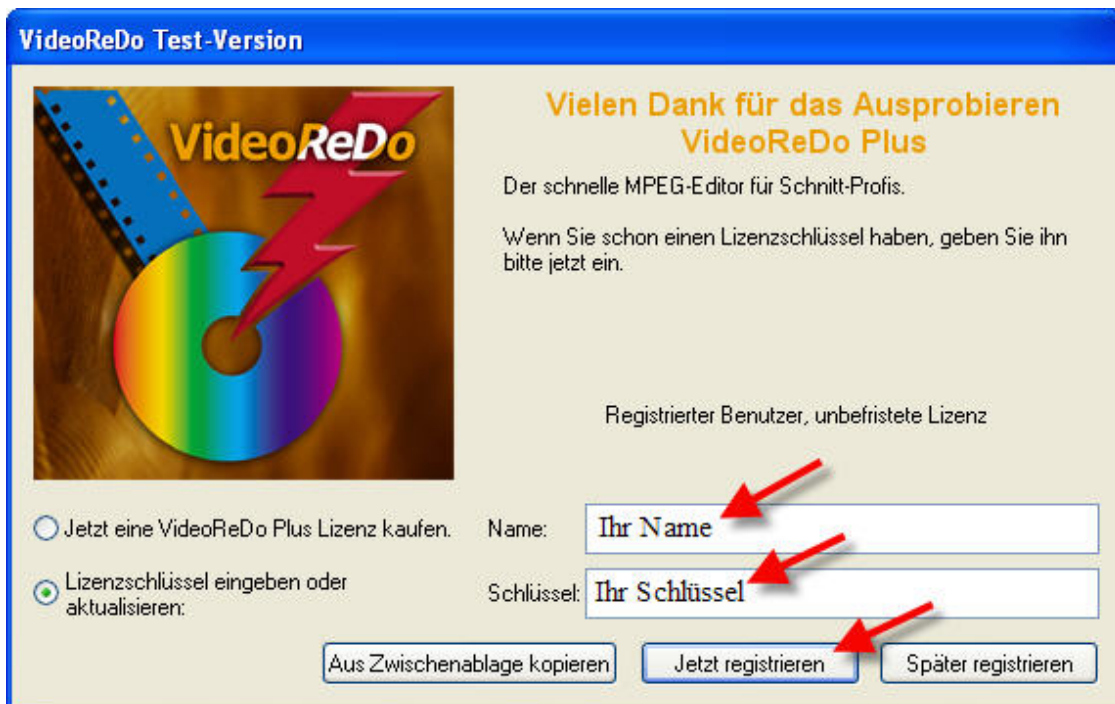 VideoReDo Test-Version
VideoReDo
Vielen Dank für das Ausprobieren
VideoReDo Plus
Der schnelle MPEG-Editor für Schnitt-Profis.
Wenn Sie schon einen Lizenzschlüssel haben, geben Sie ihn
bitte jetzt ein.
Registrierter Benutzer, unbefristete Lizenz
Jetzt eine VideoReDo Plus Lizenz kaufen.
Name: Ihr Name
Lizenzschlüssel eingeben oder
aktualisieren:
Schlüssel: Ihr Schlüssel
Aus Zwischenablage kopieren
Jetzt registrieren
Später registrieren